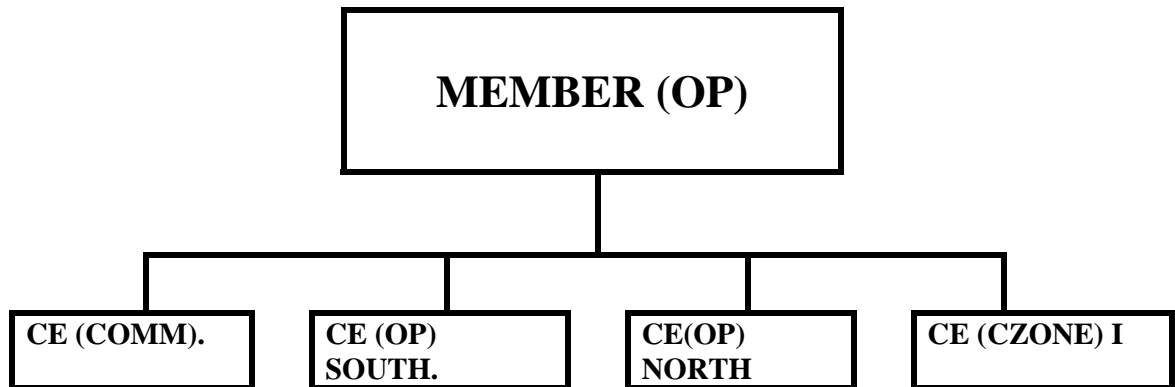 MEMBER (OP)
CE (COMM).
CE (OP)
SOUTH.
CE(OP)
NORTH
CE (CZONE) I